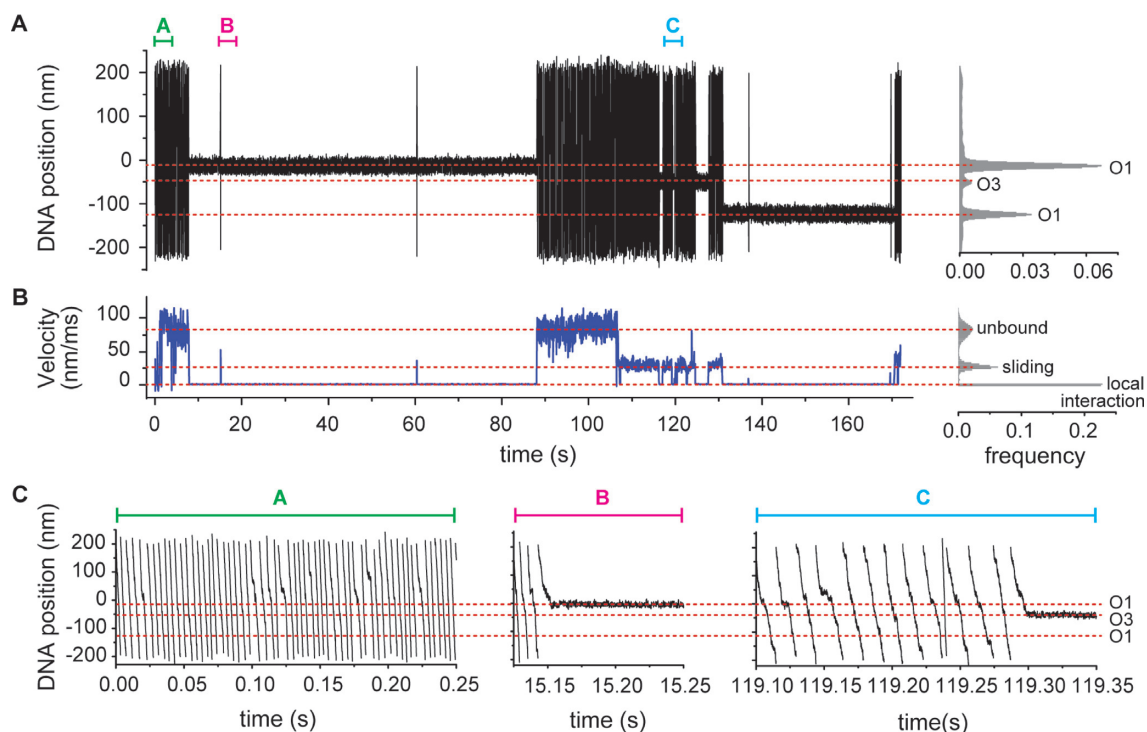 A
A B C
DNA position (nm)
200
100
0
-100
-200
O1
O3
O1
0.00 0.03 0.06
B
Velocity
(nm/ms)
100
50
0
unbound
sliding
local
interaction
0 20 40 60 80 100 120 140 160
time (s)
0.0 0.1 0.2
frequency
C
A B C
DNA position (nm)
200
100
0
-100
-200
O1
O3
O1
0.00 0.05 0.10 0.15 0.20 0.25
15.15 15.20 15.25
119.10 119.15 119.20 119.25 119.30 119.35
time (s) time (s) time(s)